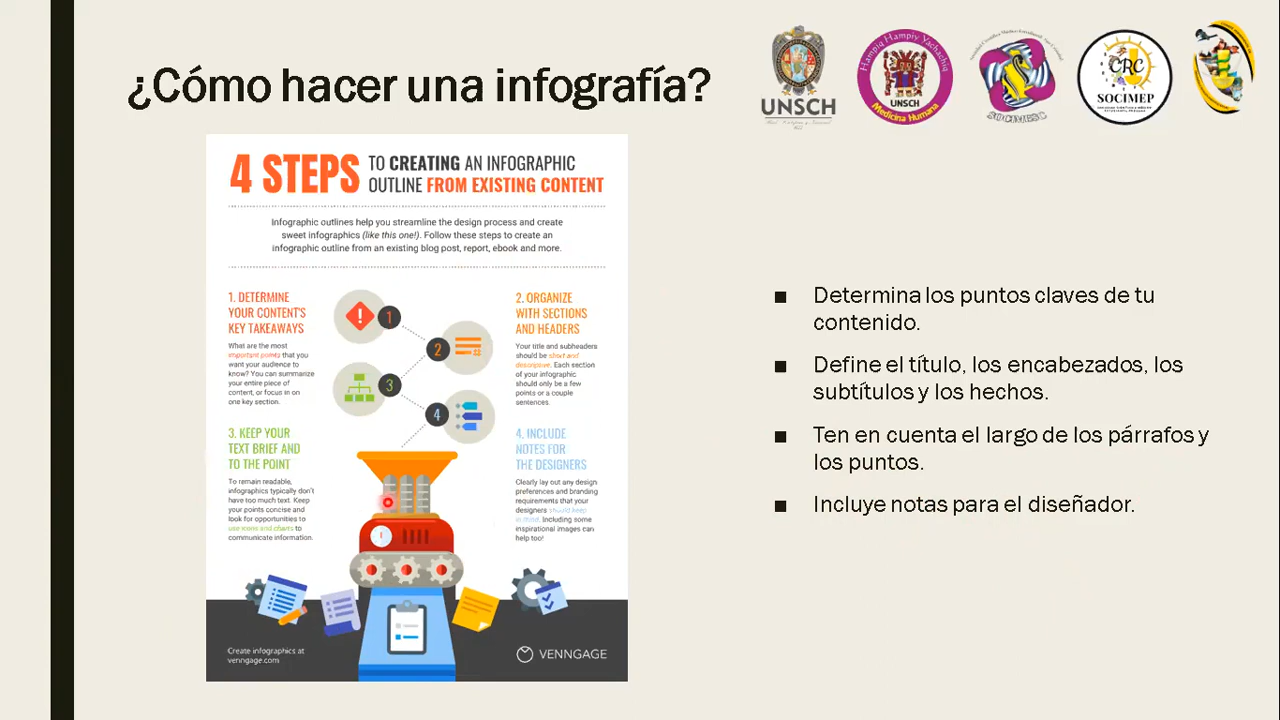 ¿Cómo hacer una infografía?
UNSCH
Hampiq Hampiy Yachachiq
UNSCH
Medicina Humana
SOCIMESC
CRC
SOCIMEP
4 STEPS
TO CREATING AN INFOGRAPHIC
OUTLINE FROM EXISTING CONTENT
Infographic outlines help you streamline the design process and create
sweet infographics (like this one!). Follow these steps to create an
infographic outline from an existing blog post, report, ebook and more.
1. DETERMINE
YOUR CONTENT'S
KEY TAKEAWAYS
What are the most
important points that you
want your audience to
know? You can summarize
your entire piece of
content, or focus in on
one key section.
1
2
3
4
2. ORGANIZE
WITH SECTIONS
AND HEADERS
Your title and subheaders
should be short and
descriptive. Each section
of your infographic
should only be a few
points or a couple
sentences.
3. KEEP YOUR
TEXT BRIEF AND
TO THE POINT
To remain readable,
infographics typically don't
have too much text. Keep
your points concise and
look for opportunities to
use icons and charts to
communicate information.
4. INCLUDE
NOTES FOR
THE DESIGNERS
Clearly lay out any design
preferences and branding
requirements that your
designers should keep
in mind. Including some
inspirational images can
help too!
Create infographics at
venngage.com
VENNGAGE
■ Determina los puntos claves de tu
contenido.
■ Define el título, los encabezados, los
subtítulos y los hechos.
■ Ten en cuenta el largo de los párrafos y
los puntos.
■ Incluye notas para el diseñador.